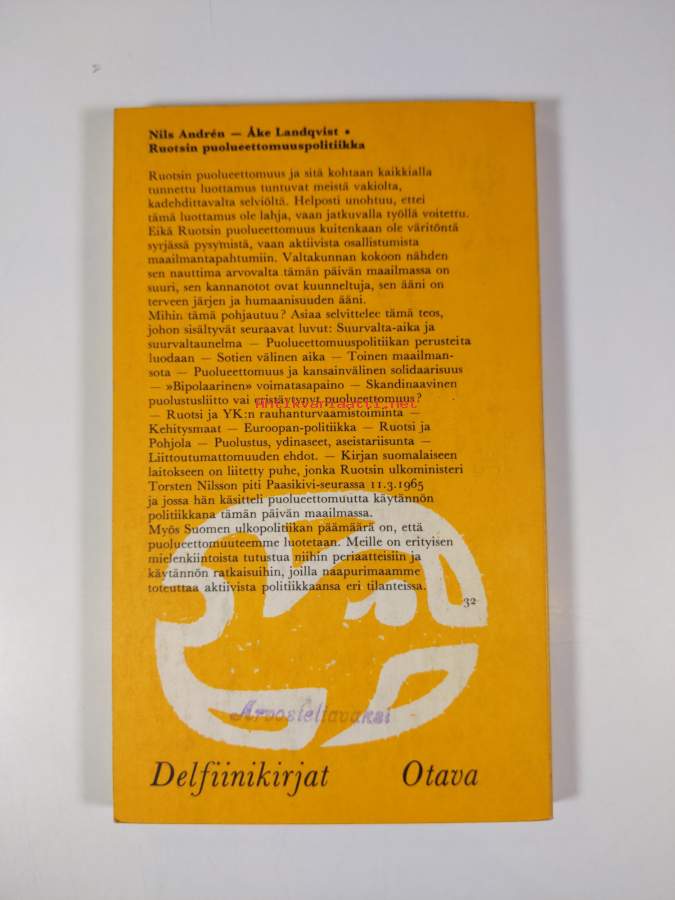 Nils Andrén — Åke Landqvist •
Ruotsin puolueettomuuspolitiikka
Ruotsin puolueettomuus ja sitä kohtaan kaikkialla
tunnettu luottamus tuntuvat meistä vakiolta,
kadehdittavalta selviöltä. Helposti unohtuu, ettei
tämä luottamus ole lahja, vaan jatkuvalla työllä voitettu.
Eikä Ruotsin puolueettomuus kuitenkaan ole väritöntä
syrjässä pysymistä, vaan aktiivista osallistumista
maailmantapahtumiin. Valtakunnan kokoon nähden
sen nauttima arvovalta tämän päivän maailmassa on
suuri, sen kannanotot ovat kuunneltuja, sen ääni on
terveen järjen ja humaanisuuden ääni.
Mihin tämä pohjautuu? Asiaa selvittelee tämä teos,
johon sisältyvät seuraavat luvut: Suurvalta-aika ja
suurvaltaunelma — Puolueettomuuspolitiikan perusteita
luodaan — Sotien välinen aika — Toinen maailman-
sota — Puolueettomuus ja kansainvälinen solidaarisuus
— »Bipolaarinen» voimatasapaino — Skandinaavinen
puolustusliitto vai eristäytynyt puolueettomuus?
Antikvariaatti.net
— Ruotsi ja YK:n rauhanturvaamistoiminta —
Kehitysmaat — Euroopan-politiikka — Ruotsi ja
Pohjola — Puolustus, ydinaseet, aseistariisunta —
Liittoutumattomuuden ehdot. — Kirjan suomalaiseen
laitokseen on liitetty puhe, jonka Ruotsin ulkoministeri
Torsten Nilsson piti Paasikivi-seurassa 11.3.1965
ja jossa hän käsitteli puolueettomuutta käytännön
politiikkana tämän päivän maailmassa.
Myös Suomen ulkopolitiikan päämäärä on, että
puolueettomuuteemme luotetaan. Meille on erityisen
mielenkiintoista tutustua niihin periaatteisiin ja
käytännön ratkaisuihin, joilla naapurimaamme
toteuttaa aktiivista politiikkaansa eri tilanteissa.
32
Arvosteltavaksi
Delfiinikirjat Otava